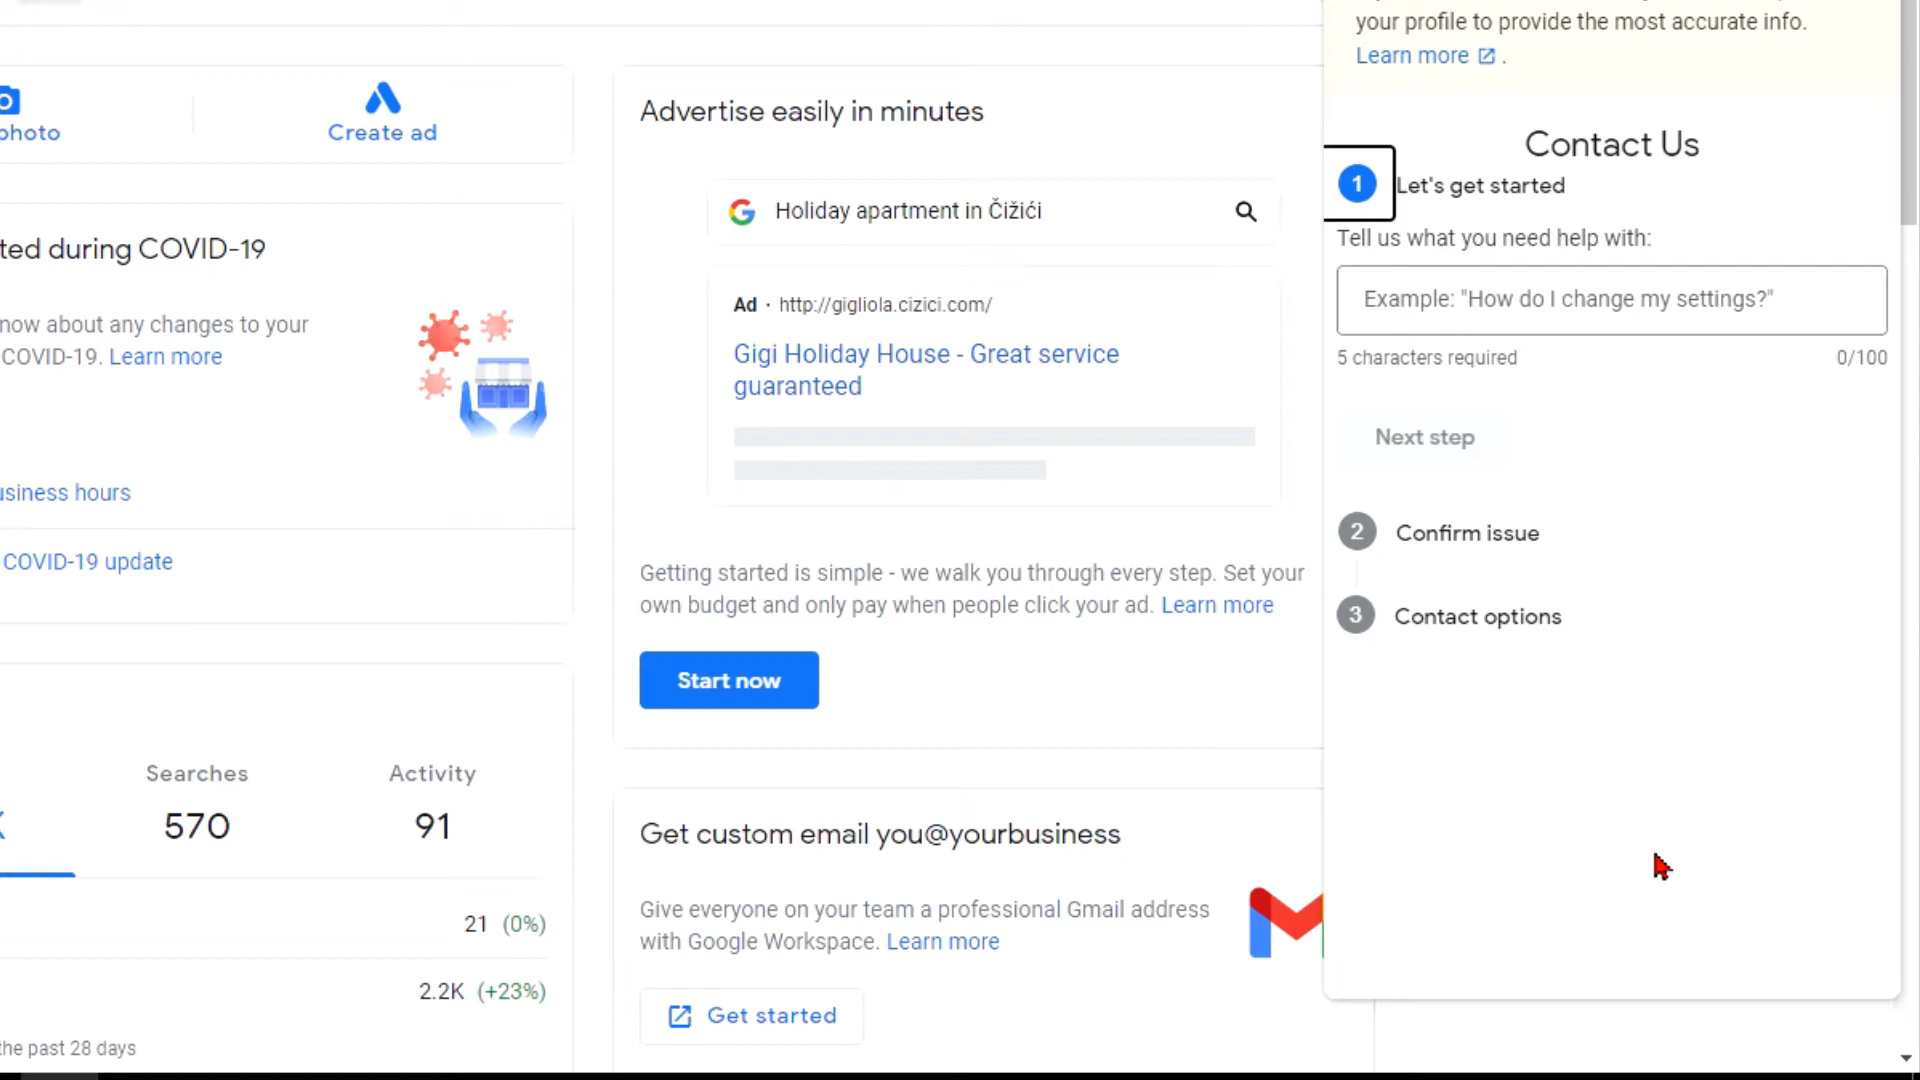 photo
Create ad
ted during COVID-19
now about any changes to your
COVID-19. Learn more
usiness hours
COVID-19 update
Searches
570
Activity
91
21 (0%)
2.2K (+23%)
the past 28 days
Advertise easily in minutes
Holiday apartment in Čižići
Ad · http://gigliola.cizici.com/
Gigi Holiday House - Great service
guaranteed
Getting started is simple - we walk you through every step. Set your
own budget and only pay when people click your ad. Learn more
Start now
Get custom email you@yourbusiness
Give everyone on your team a professional Gmail address
with Google Workspace. Learn more
Get started
your profile to provide the most accurate info.
Learn more .
Contact Us
1 Let's get started
Tell us what you need help with:
Example: "How do I change my settings?"
5 characters required 0/100
Next step
2 Confirm issue
3 Contact options